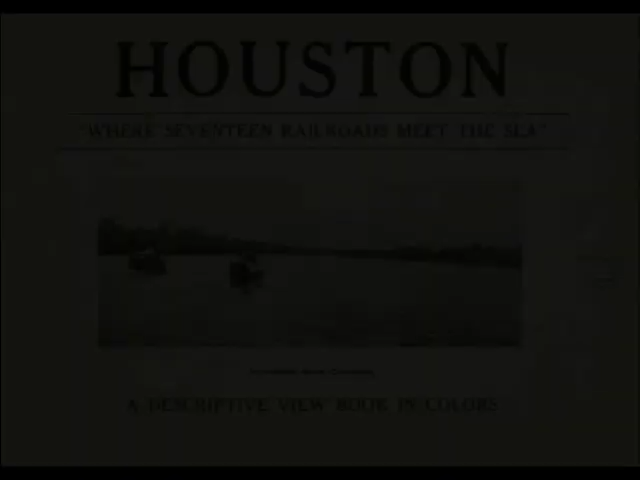 HOUSTON
"WHERE SEVENTEEN RAILROADS MEET THE SEA"
A DESCRIPTIVE VIEW BOOK IN COLORS